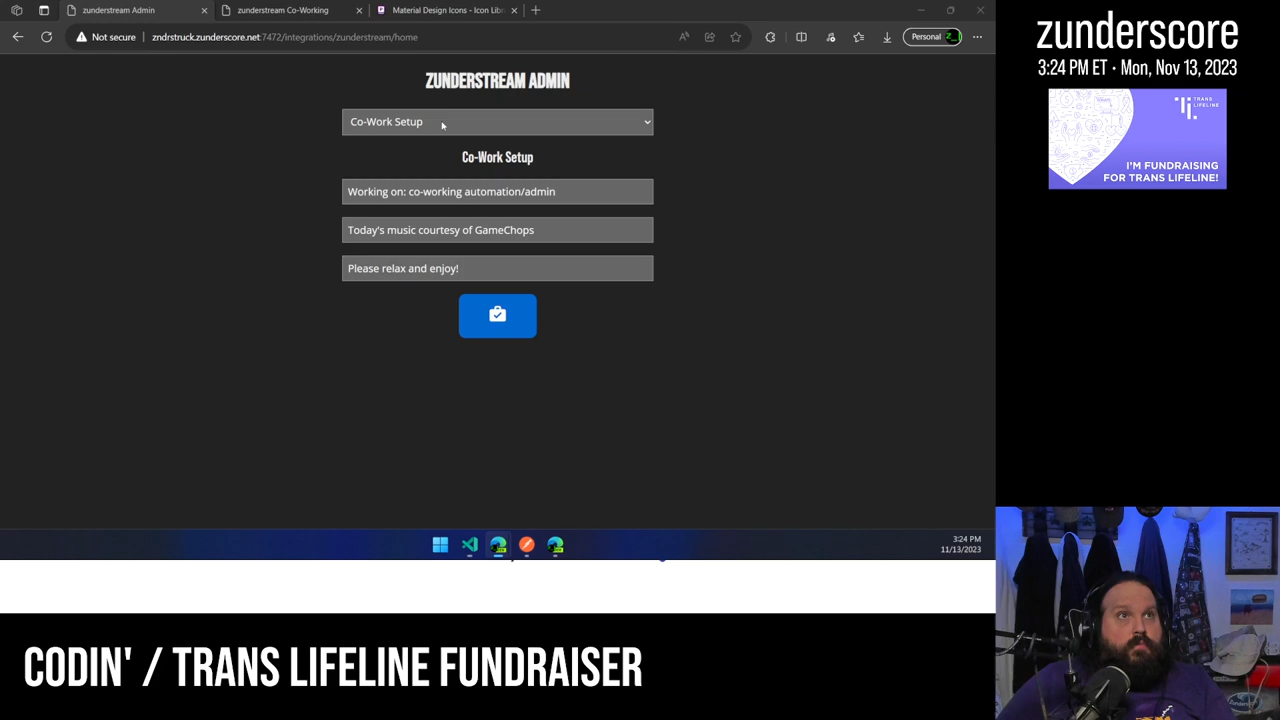 zunderstream Admin
zunderstream Co-Working
Material Design Icons - Icon Libr
Not secure
zndrstruck.zunderscore.net:7472/integrations/zunderstream/home
Personal
ZUNDERSTREAM ADMIN
Co-Work Setup
Co-Work Setup
Working on: co-working automation/admin
Today's music courtesy of GameChops
Please relax and enjoy!
3:24 PM
11/13/2023
zunderscore
3:24 PM ET · Mon, Nov 13, 2023
TRANS
LIFELINE
I'M FUNDRAISING
FOR TRANS LIFELINE!
CODIN' / TRANS LIFELINE FUNDRAISER